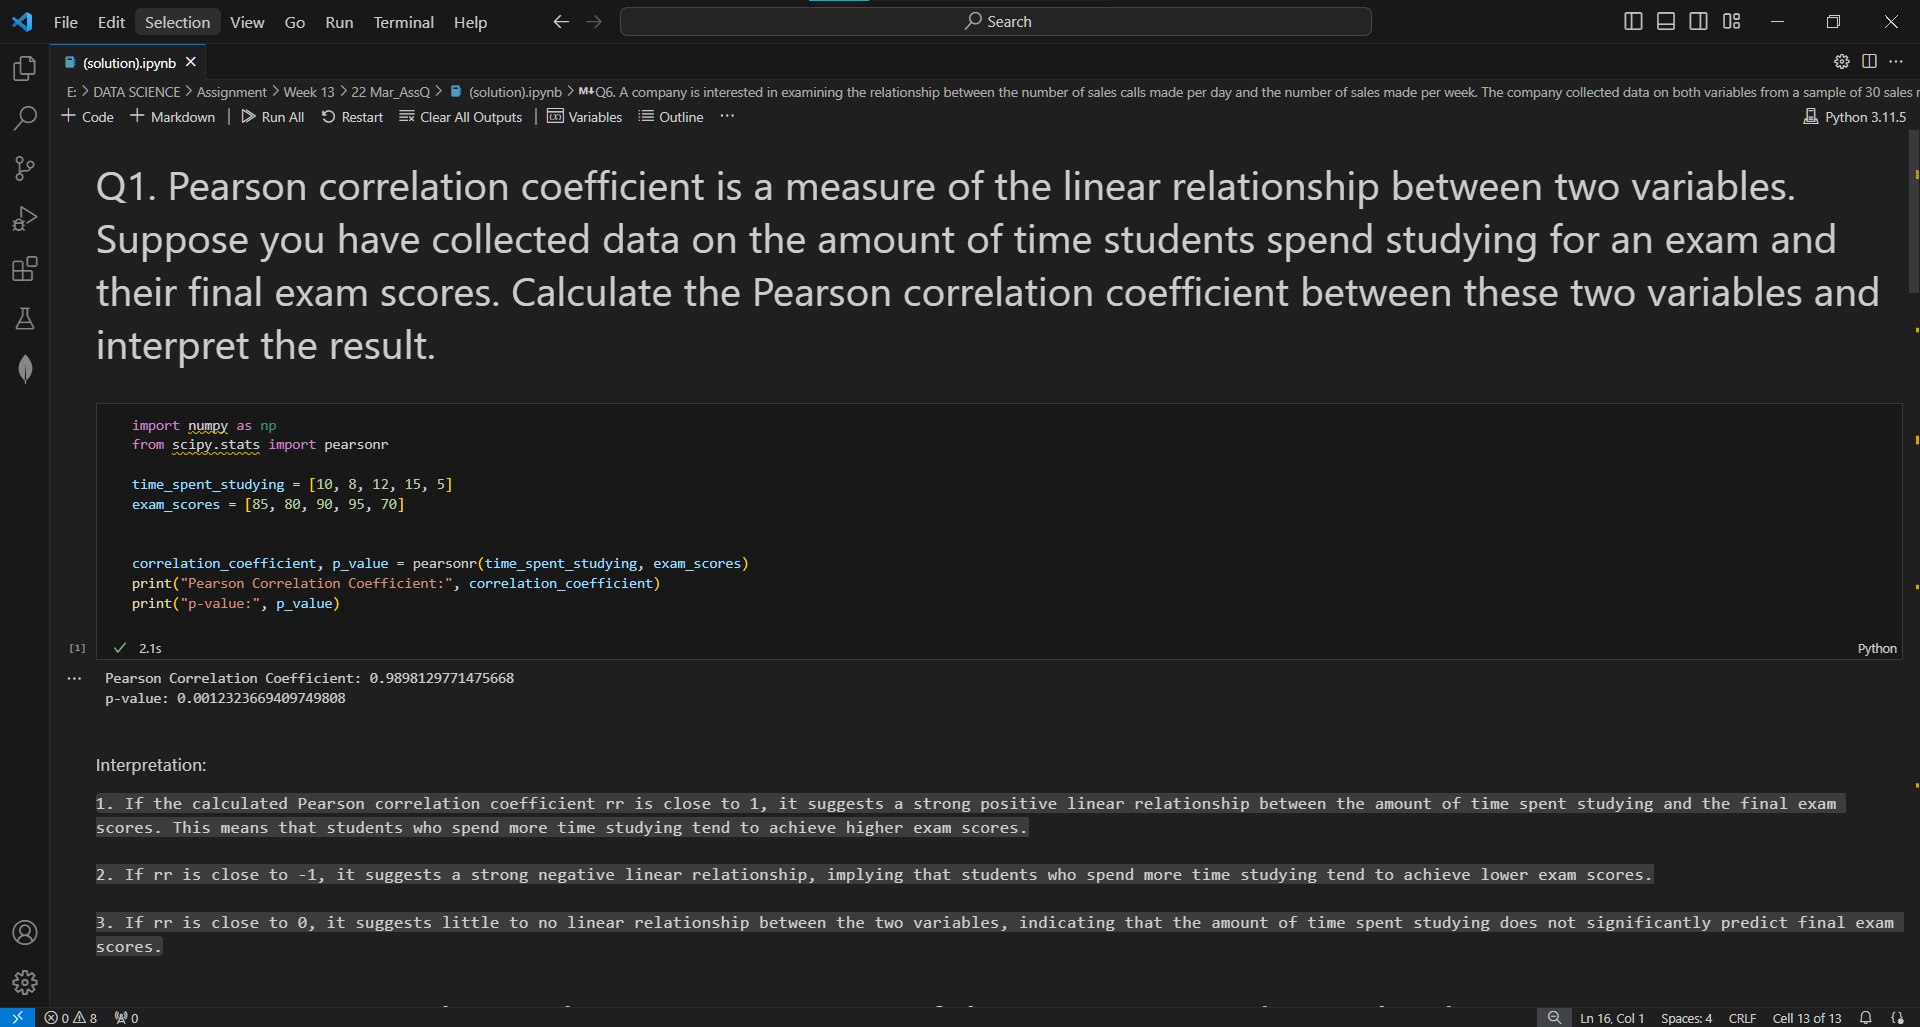 File Edit Selection View Go Run Terminal Help
Search
(solution).ipynb
E: > DATA SCIENCE > Assignment > Week 13 > 22 Mar_AssQ > (solution).ipynb > M↓Q6. A company is interested in examining the relationship between the number of sales calls made per day and the number of sales made per week. The company collected data on both variables from a sample of 30 sales
+ Code + Markdown | Run All Restart Clear All Outputs | Variables Outline ...
Python 3.11.5
Q1. Pearson correlation coefficient is a measure of the linear relationship between two variables.
Suppose you have collected data on the amount of time students spend studying for an exam and
their final exam scores. Calculate the Pearson correlation coefficient between these two variables and
interpret the result.
import numpy as np
from scipy.stats import pearsonr
time_spent_studying = [10, 8, 12, 15, 5]
exam_scores = [85, 80, 90, 95, 70]
correlation_coefficient, p_value = pearsonr(time_spent_studying, exam_scores)
print("Pearson Correlation Coefficient:", correlation_coefficient)
print("p-value:", p_value)
[1] 2.1s
Python
Pearson Correlation Coefficient: 0.9898129771475668
p-value: 0.0012323669409749808
Interpretation:
1. If the calculated Pearson correlation coefficient rr is close to 1, it suggests a strong positive linear relationship between the amount of time spent studying and the final exam
scores. This means that students who spend more time studying tend to achieve higher exam scores.
2. If rr is close to -1, it suggests a strong negative linear relationship, implying that students who spend more time studying tend to achieve lower exam scores.
3. If rr is close to 0, it suggests little to no linear relationship between the two variables, indicating that the amount of time spent studying does not significantly predict final exam
scores.
0 8 0
Ln 16, Col 1 Spaces: 4 CRLF Cell 13 of 13